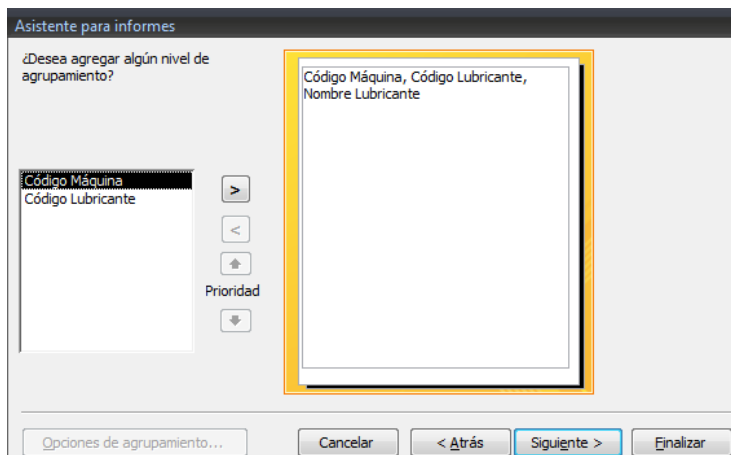 Asistente para informes
¿Desea agregar algún nivel de
agrupamiento?
Código Máquina, Código Lubricante,
Nombre Lubricante
Código Máquina
Código Lubricante
>
<
Prioridad
Opciones de agrupamiento...
Cancelar
< Atrás
Siguiente >
Finalizar